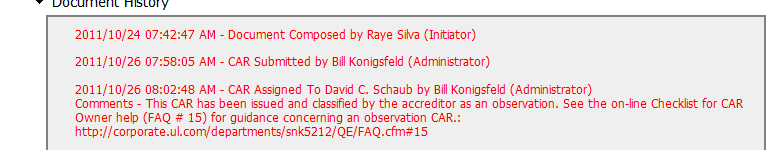 Document History
2011/10/24 07:42:47 AM - Document Composed by Raye Silva (Initiator)
2011/10/26 07:58:05 AM - CAR Submitted by Bill Konigsfeld (Administrator)
2011/10/26 08:02:48 AM - CAR Assigned To David C. Schaub by Bill Konigsfeld (Administrator)
Comments - This CAR has been issued and classified by the accreditor as an observation. See the on-line Checklist for CAR
Owner help (FAQ # 15) for guidance concerning an observation CAR.:
http://corporate.ul.com/departments/snk5212/QE/FAQ.cfm#15